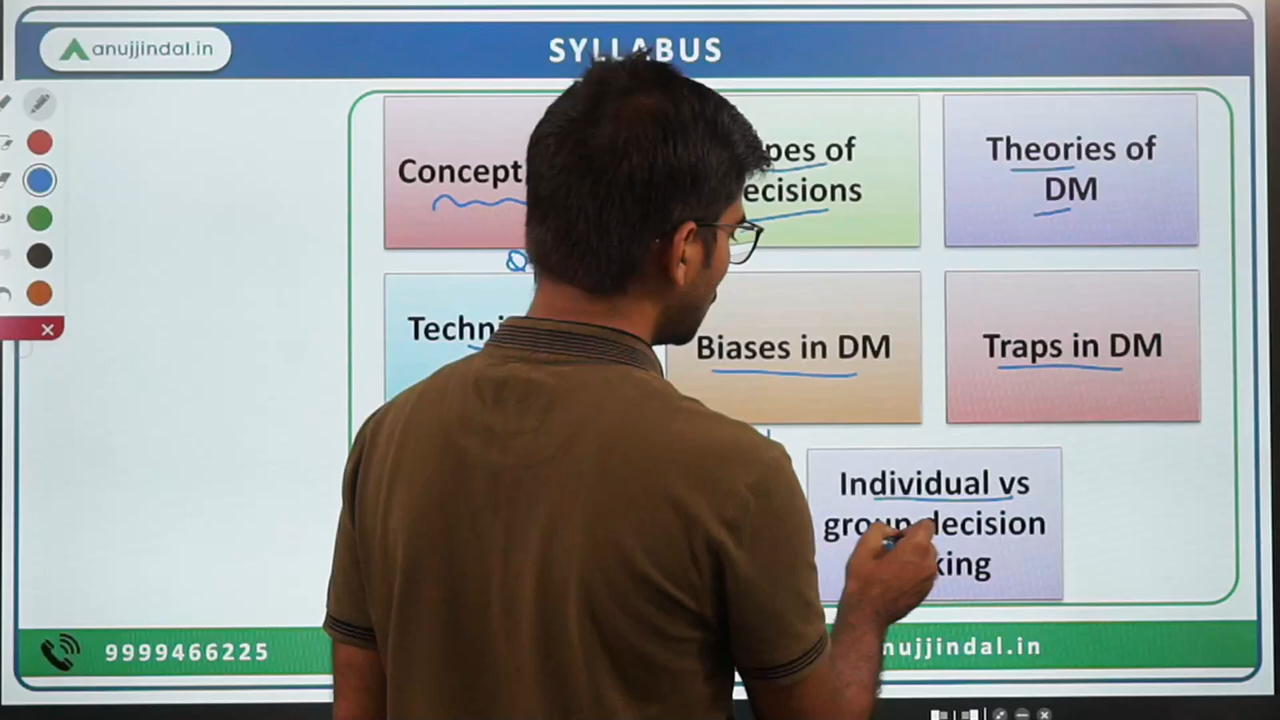 anujjindal.in
SYLLABUS
Concept
pes of
ecisions
Theories of
DM
Techni
Biases in DM
Traps in DM
Individual vs
group decision
king
9999466225
nujjindal.in